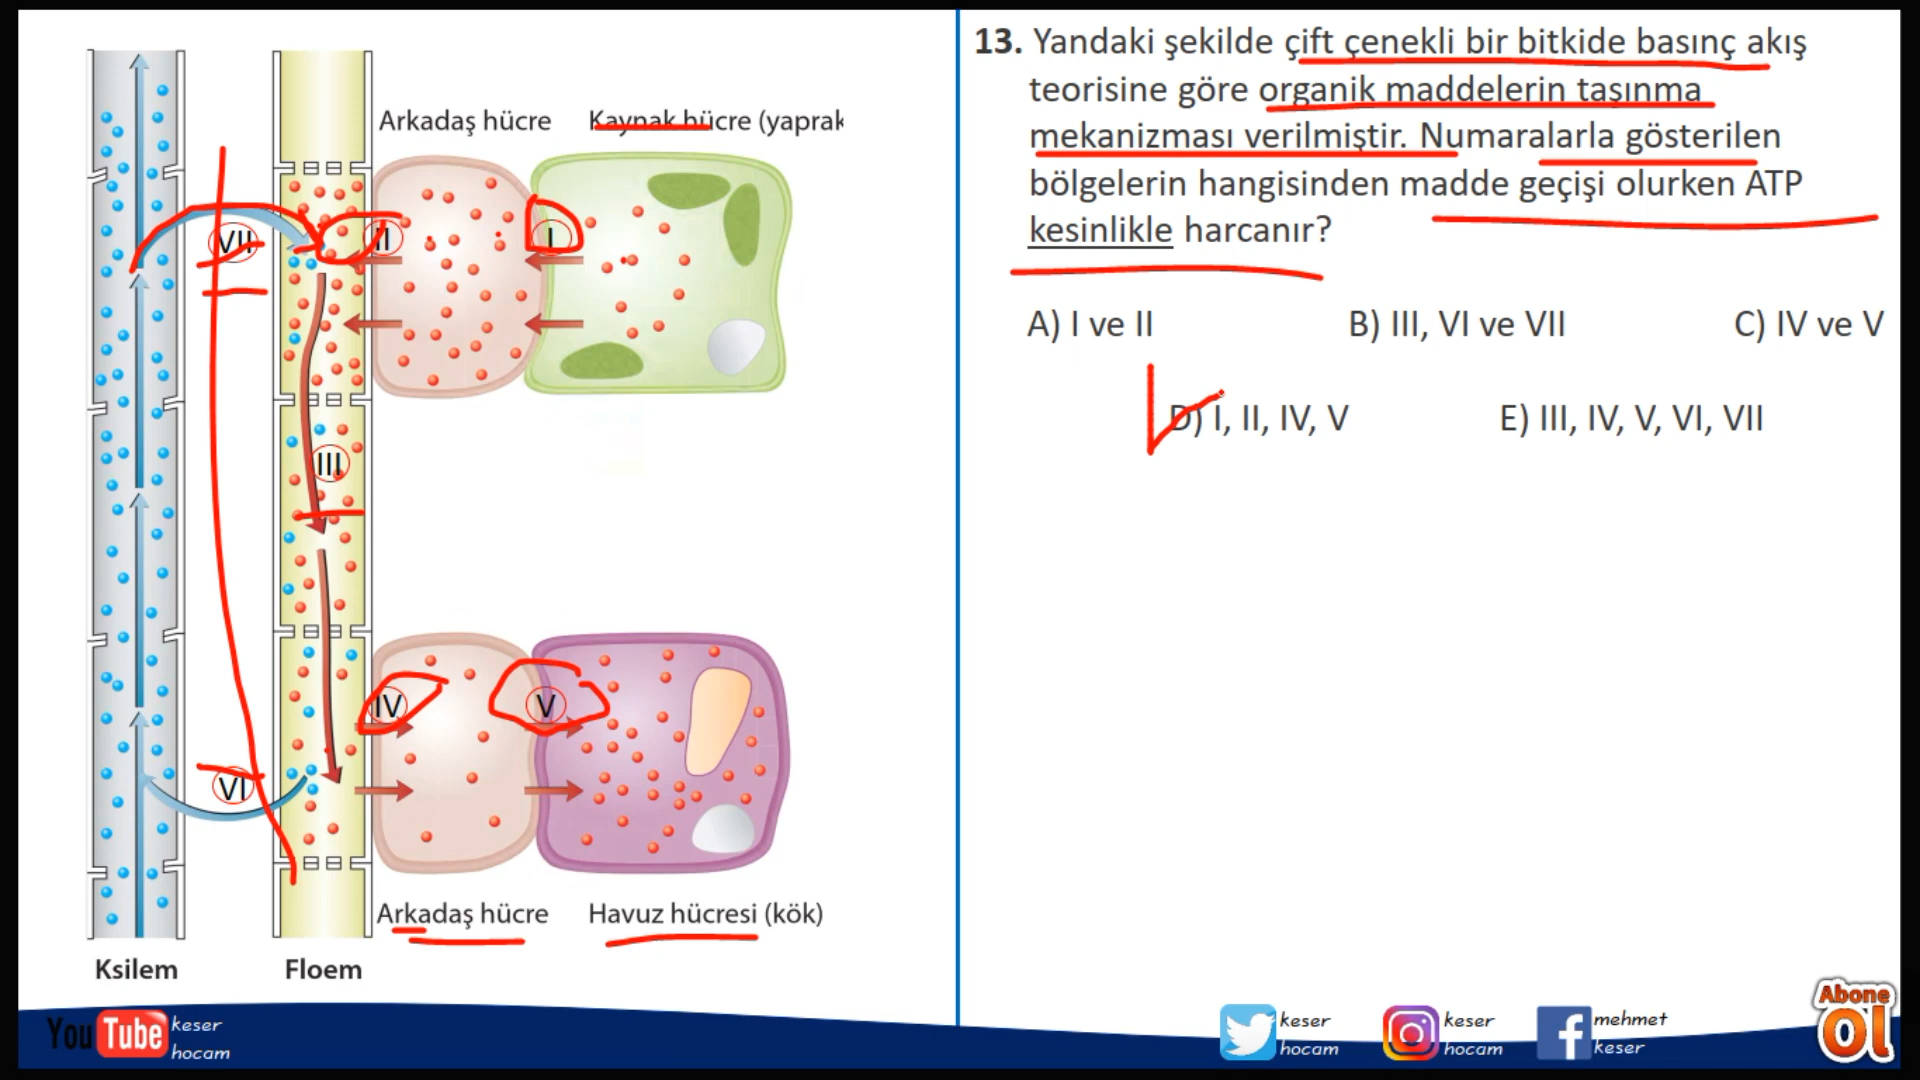 13. Yandaki şekilde çift çenekli bir bitkide basınç akış
teorisine göre organik maddelerin taşınma
mekanizması verilmiştir. Numaralarla gösterilen
bölgelerin hangisinden madde geçişi olurken ATP
kesinlikle harcanır?
A) I ve II
B) III, VI ve VII
C) IV ve V
D) I, II, IV, V
E) III, IV, V, VI, VII
Arkadaş hücre
Kaynak hücre (yaprak
VII
II
I
III
IV
V
VI
Arkadaş hücre
Havuz hücresi (kök)
Ksilem
Floem
YouTube
keser
hocam
keser
hocam
keser
hocam
mehmet
keser
Abone
Ol